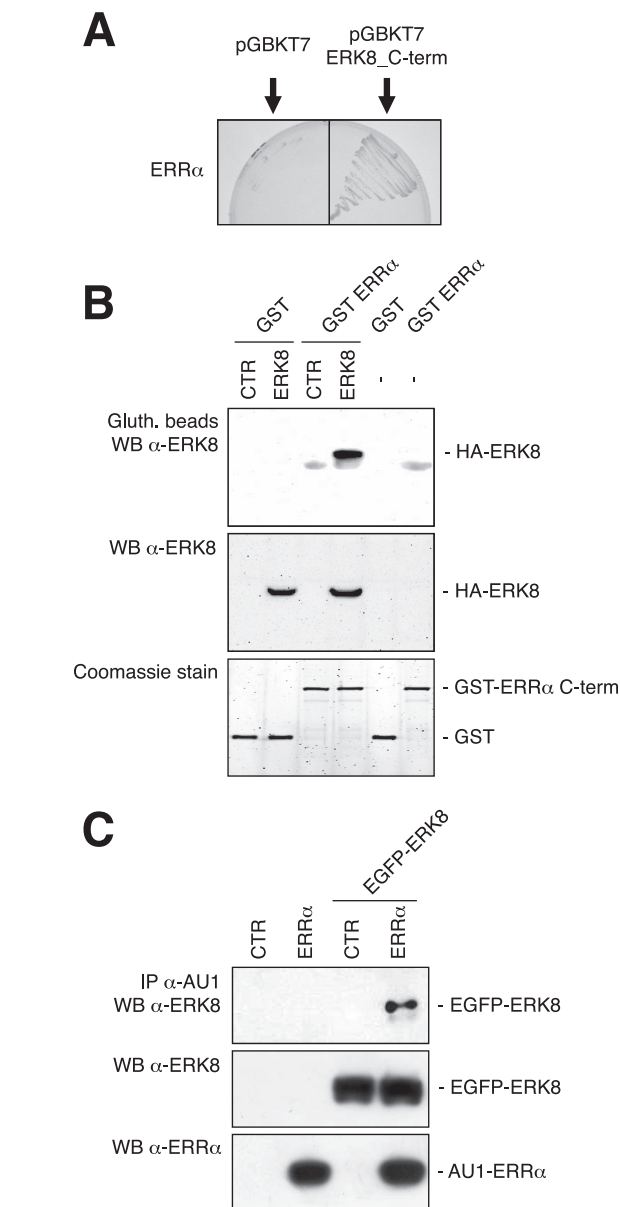 A
pGBKT7
pGBKT7
ERK8_C-term
ERRα
B
GST
GST ERRα
GST
GST ERRα
CTR
ERK8
CTR
ERK8
-
-
Gluth. beads
WB α-ERK8
- HA-ERK8
WB α-ERK8
- HA-ERK8
Coomassie stain
- GST-ERRα C-term
- GST
C
EGFP-ERK8
CTR
ERRα
CTR
ERRα
IP α-AU1
WB α-ERK8
- EGFP-ERK8
WB α-ERK8
- EGFP-ERK8
WB α-ERRα
- AU1-ERRα